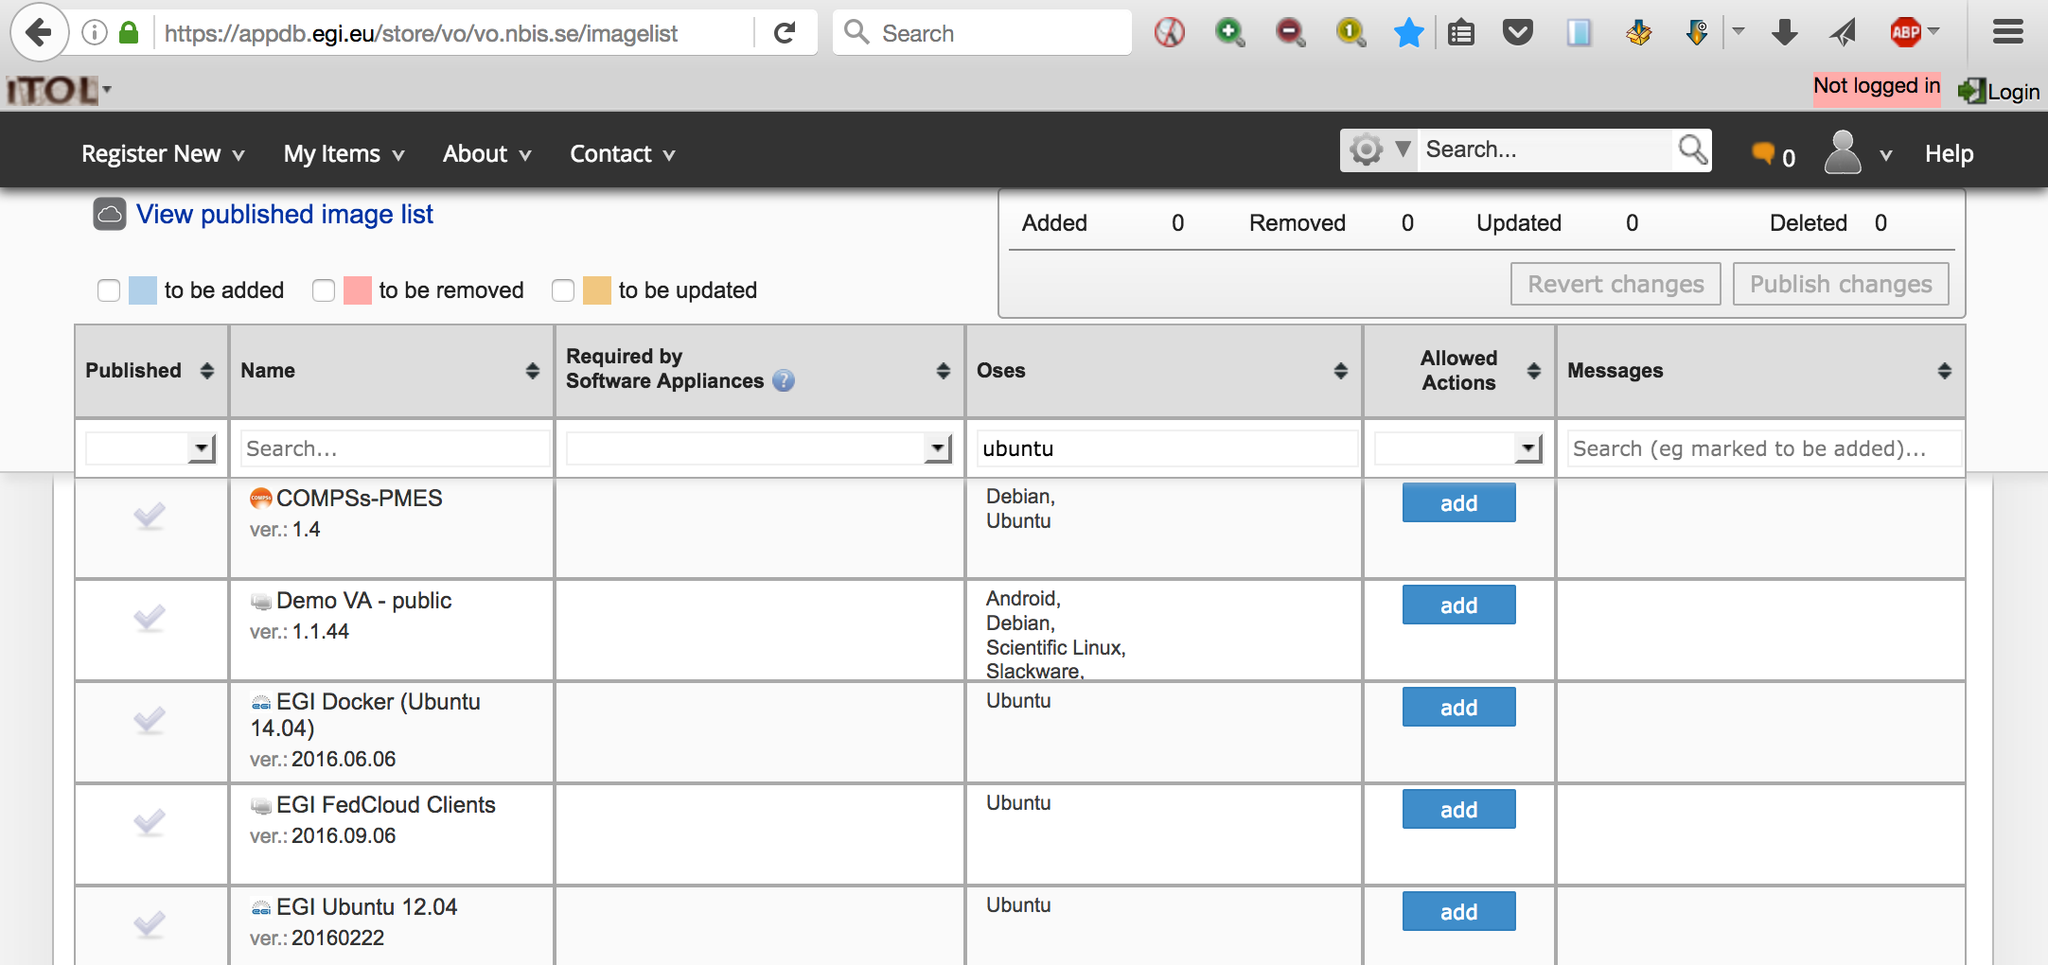 https://appdb.egi.eu/store/vo/vo.nbis.se/imagelist
Search
1
ABP
iTOL
Not logged in
Login
Register New
My Items
About
Contact
Search...
0
Help
View published image list
Added 0 Removed 0 Updated 0 Deleted 0
to be added
to be removed
to be updated
Revert changes
Publish changes
Published
Name
Required by
Software Appliances ?
Oses
Allowed
Actions
Messages
Search...
ubuntu
Search (eg marked to be added)...
COMPSs-PMES
ver.: 1.4
Debian,
Ubuntu
add
Demo VA - public
ver.: 1.1.44
Android,
Debian,
Scientific Linux,
Slackware,
add
EGI Docker (Ubuntu
14.04)
ver.: 2016.06.06
Ubuntu
add
EGI FedCloud Clients
ver.: 2016.09.06
Ubuntu
add
EGI Ubuntu 12.04
ver.: 20160222
Ubuntu
add